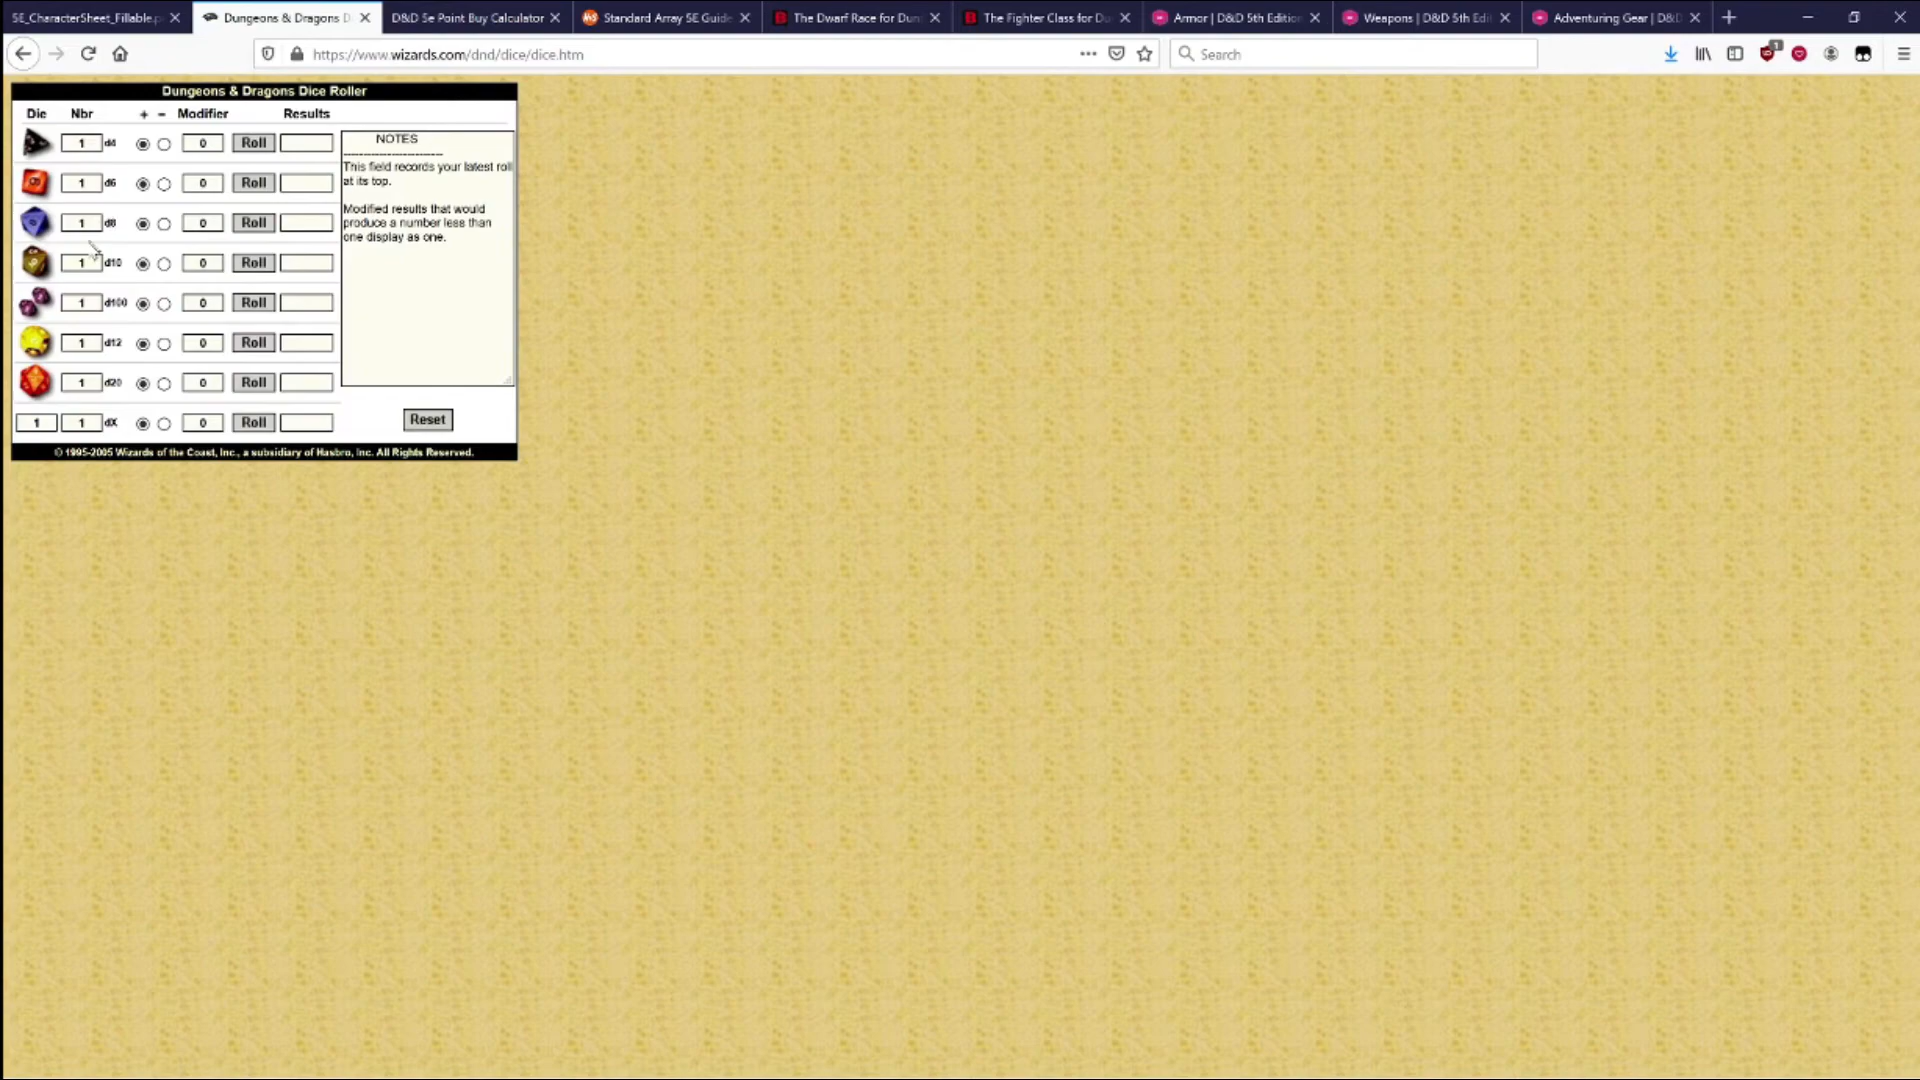 5E_CharacterSheet_Fillable.p
Dungeons & Dragons D
D&D 5e Point Buy Calculator
Standard Array 5E Guide
The Dwarf Race for Dun
The Fighter Class for Du
Armor | D&D 5th Edition
Weapons | D&D 5th Edi
Adventuring Gear | D&D
https://www.wizards.com/dnd/dice/dice.htm
Search
1
Dungeons & Dragons Dice Roller
Die Nbr + - Modifier Results
1 d4 0 Roll
1 d6 0 Roll
1 d8 0 Roll
1 d10 0 Roll
1 d100 0 Roll
1 d12 0 Roll
1 d20 0 Roll
1 1 dX 0 Roll
NOTES
--------------------------
This field records your latest roll
at its top.
Modified results that would
produce a number less than
one display as one.
Reset
© 1995-2005 Wizards of the Coast, Inc., a subsidiary of Hasbro, Inc. All Rights Reserved.